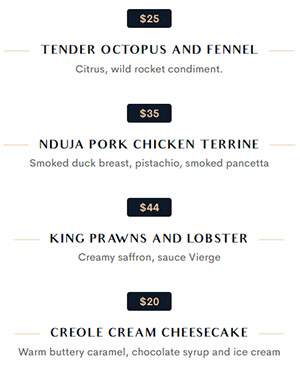 $25
TENDER OCTOPUS AND FENNEL
Citrus, wild rocket condiment.
$35
NDUJA PORK CHICKEN TERRINE
Smoked duck breast, pistachio, smoked pancetta
$44
KING PRAWNS AND LOBSTER
Creamy saffron, sauce Vierge
$20
CREOLE CREAM CHEESECAKE
Warm buttery caramel, chocolate syrup and ice cream